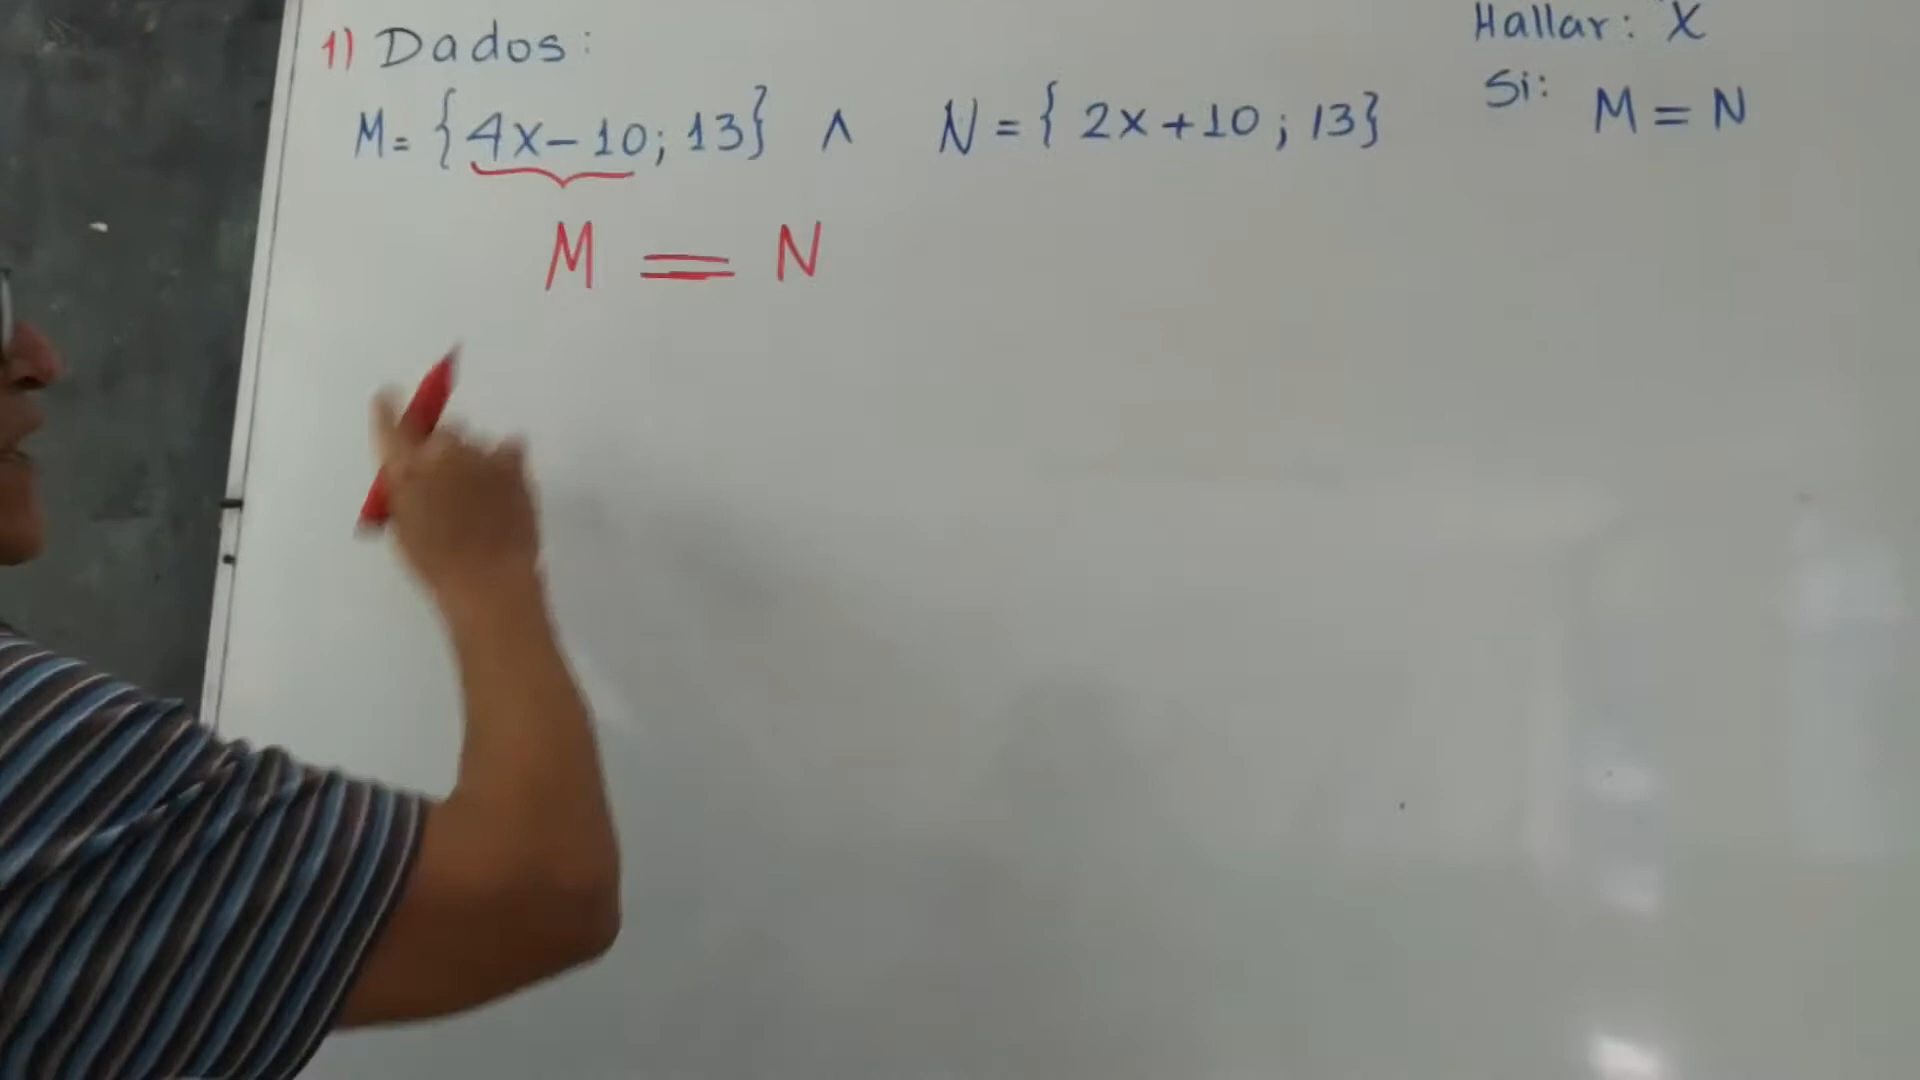 1) Dados:
M = {4x - 10; 13} ∧ N = {2x + 10; 13}
M = N
Hallar: X
Si: M = N